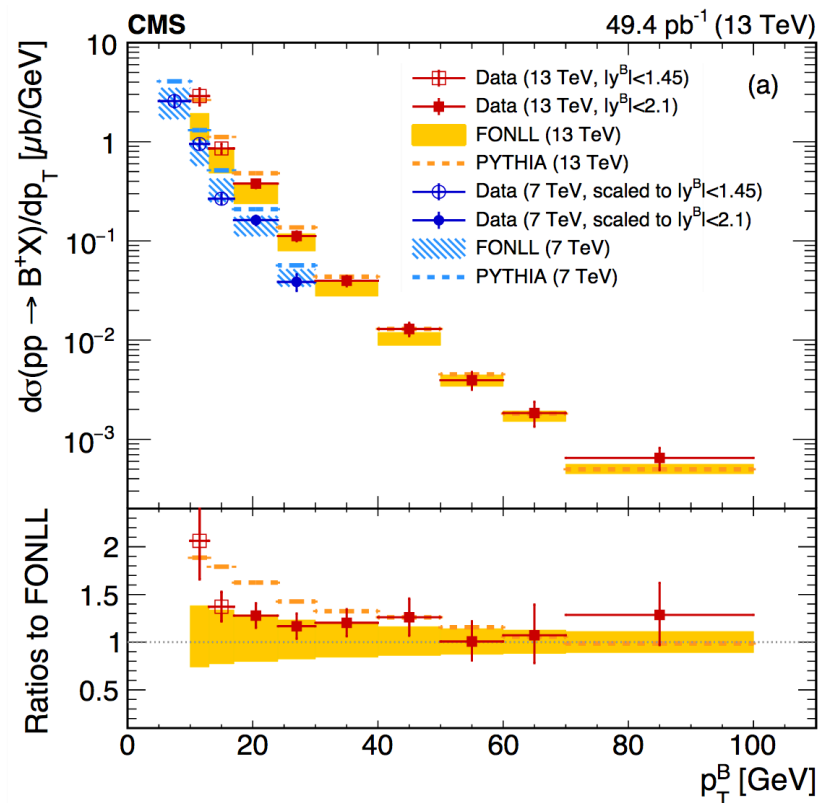 CMS 49.4 pb⁻¹ (13 TeV)
(a)
Data (13 TeV, |y^B|<1.45)
Data (13 TeV, |y^B|<2.1)
FONLL (13 TeV)
PYTHIA (13 TeV)
Data (7 TeV, scaled to |y^B|<1.45)
Data (7 TeV, scaled to |y^B|<2.1)
FONLL (7 TeV)
PYTHIA (7 TeV)
dσ(pp → B⁺X)/dp_T [μb/GeV]
10
1
10⁻¹
10⁻²
10⁻³
Ratios to FONLL
2
1.5
1
0.5
0 20 40 60 80 100
p_T^B [GeV]